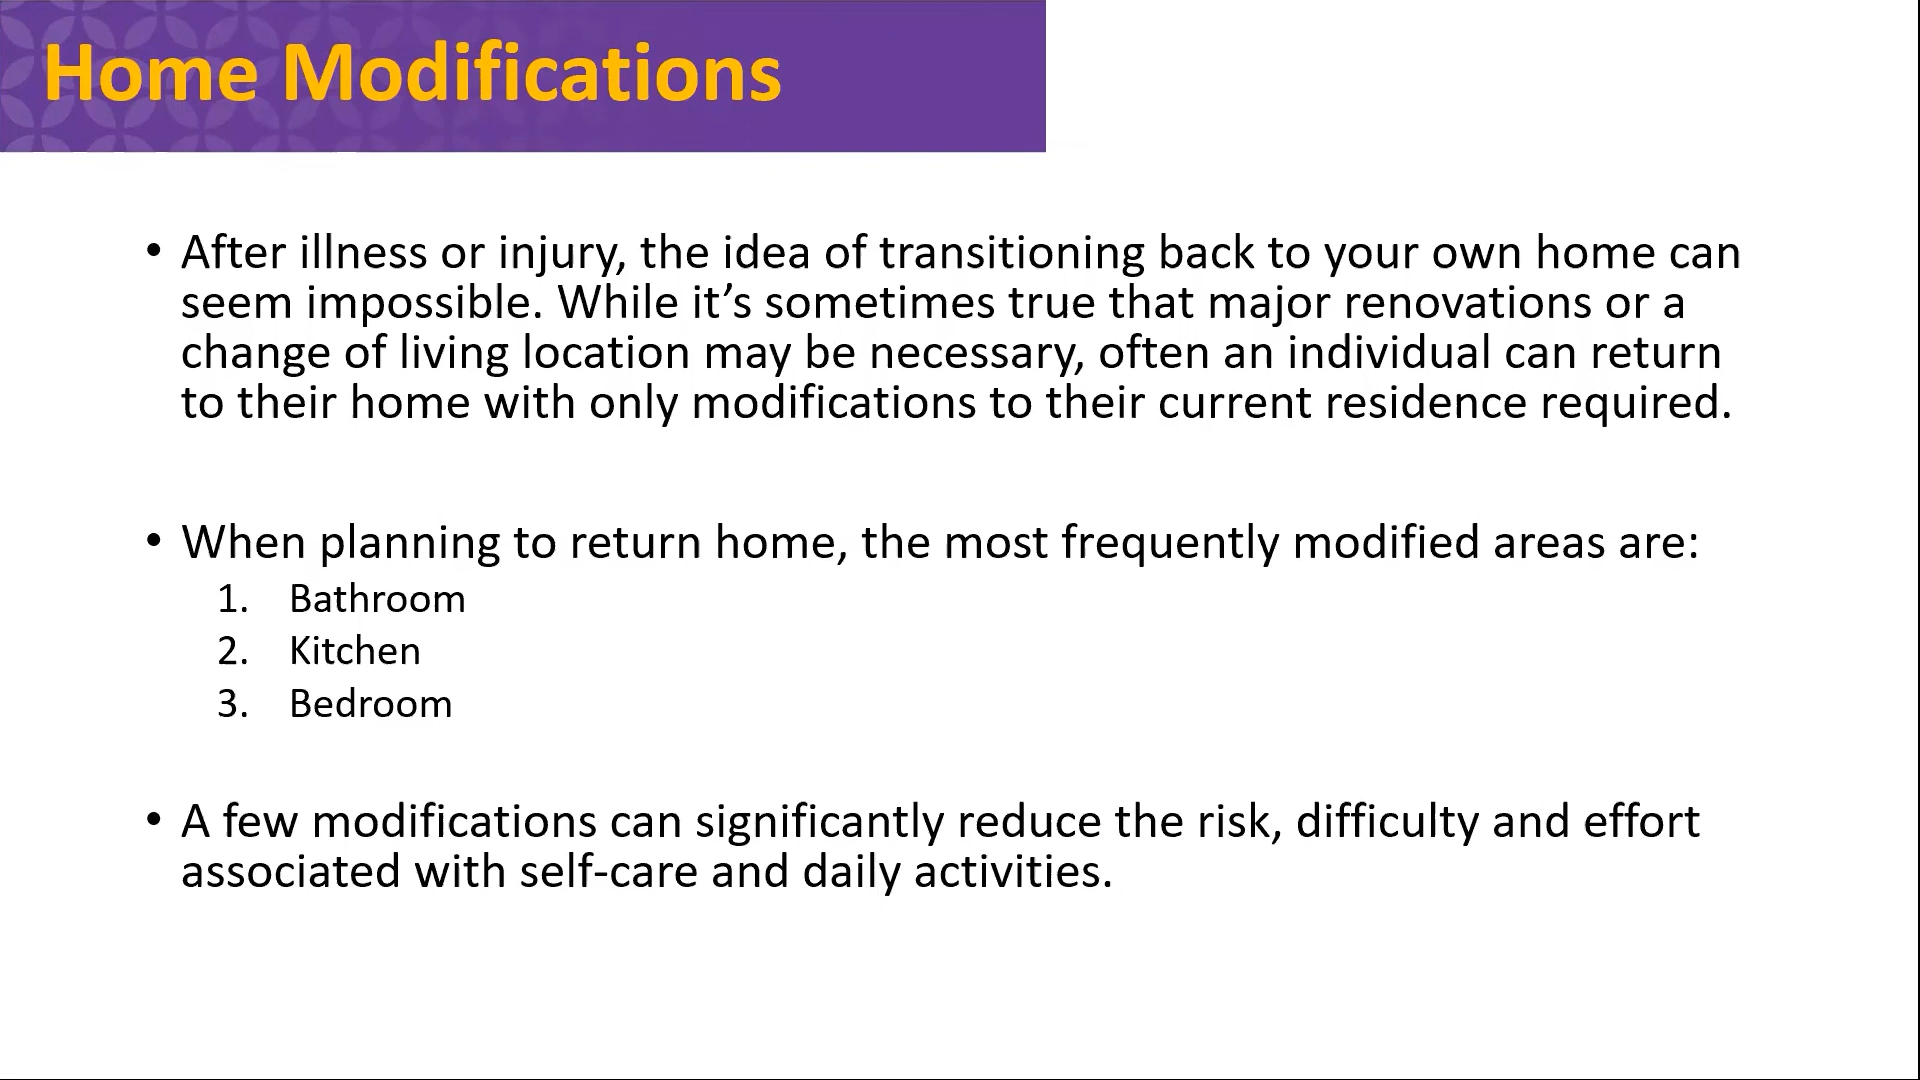 Home Modifications
• After illness or injury, the idea of transitioning back to your own home can
seem impossible. While it’s sometimes true that major renovations or a
change of living location may be necessary, often an individual can return
to their home with only modifications to their current residence required.
• When planning to return home, the most frequently modified areas are:
1. Bathroom
2. Kitchen
3. Bedroom
• A few modifications can significantly reduce the risk, difficulty and effort
associated with self-care and daily activities.